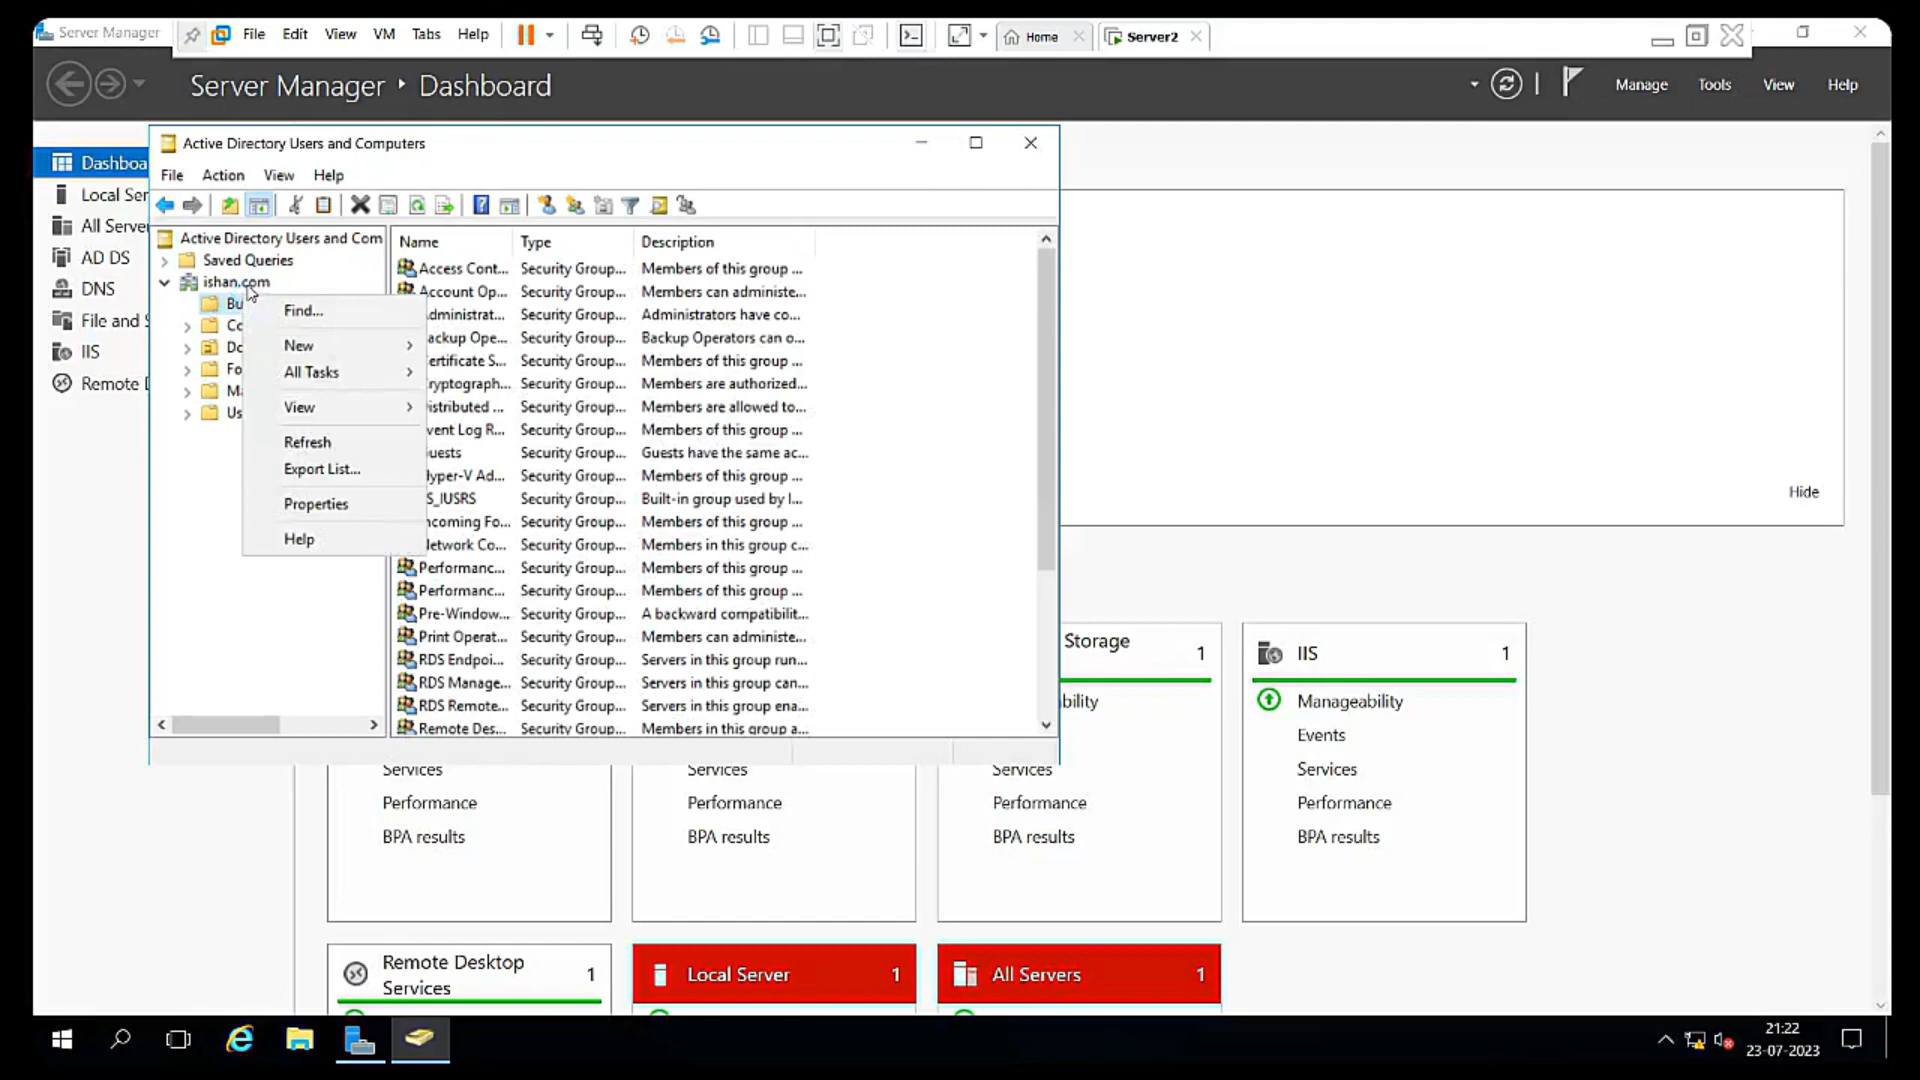 Server Manager
File Edit View VM Tabs Help
Home
Server2
Server Manager
Dashboard
Manage Tools View Help
Dashboa
Local Ser
All Serve
AD DS
DNS
File and S
IIS
Remote D
Active Directory Users and Computers
File Action View Help
Active Directory Users and Com
Saved Queries
ishan.com
Bu
Co
Do
Fo
Ma
Us
Find...
New
All Tasks
View
Refresh
Export List...
Properties
Help
Name Type Description
Access Cont... Security Group... Members of this group ...
Account Op... Security Group... Members can administe...
dministrat... Security Group... Administrators have co...
ackup Ope... Security Group... Backup Operators can o...
ertificate S... Security Group... Members of this group ...
ryptograph... Security Group... Members are authorized...
istributed ... Security Group... Members are allowed to...
vent Log R... Security Group... Members of this group ...
uests Security Group... Guests have the same ac...
yper-V Ad... Security Group... Members of this group ...
S_IUSRS Security Group... Built-in group used by I...
ncoming Fo... Security Group... Members of this group ...
etwork Co... Security Group... Members in this group c...
Performanc... Security Group... Members of this group ...
Performanc... Security Group... Members of this group ...
Pre-Window... Security Group... A backward compatibilit...
Print Operat... Security Group... Members can administe...
RDS Endpoi... Security Group... Servers in this group run...
RDS Manage... Security Group... Servers in this group can...
RDS Remote... Security Group... Servers in this group ena...
Remote Des... Security Group... Members in this group a...
Hide
Storage 1
bility
IIS 1
Manageability
Events
Services Services Services Services
Performance Performance Performance Performance
BPA results BPA results BPA results BPA results
Remote Desktop
Services 1
Local Server 1
All Servers 1
21:22
23-07-2023